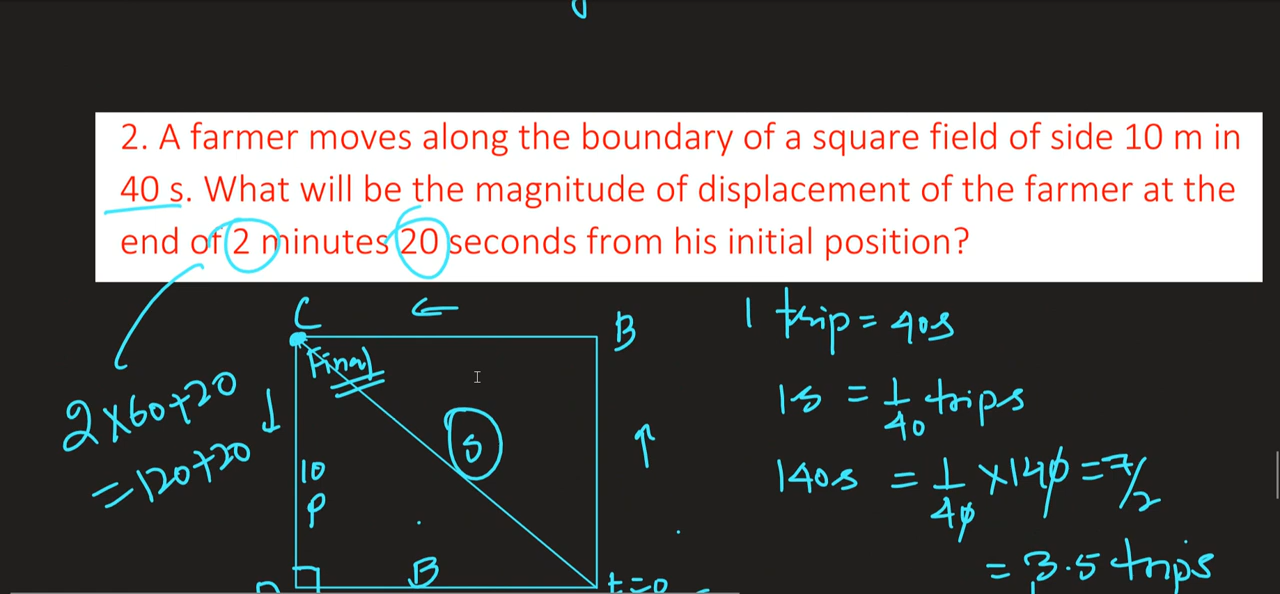 2. A farmer moves along the boundary of a square field of side 10 m in
40 s. What will be the magnitude of displacement of the farmer at the
end of 2 minutes 20 seconds from his initial position?
C
←
B
Final
↓
S
↑
10
P
B
t=0
2×60+20
=120+20
1 trip = 40s
1s = 1/40 trips
140s = 1/40 × 140 = 7/2
= 3.5 trips